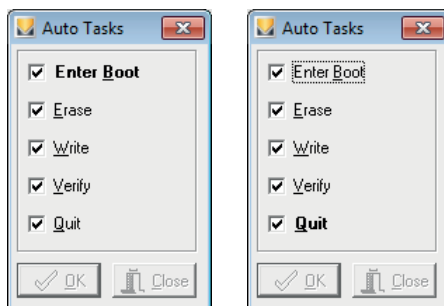 Auto Tasks
Enter Boot
Erase
Write
Verify
Quit
OK Close
Auto Tasks
Enter Boot
Erase
Write
Verify
Quit
OK Close